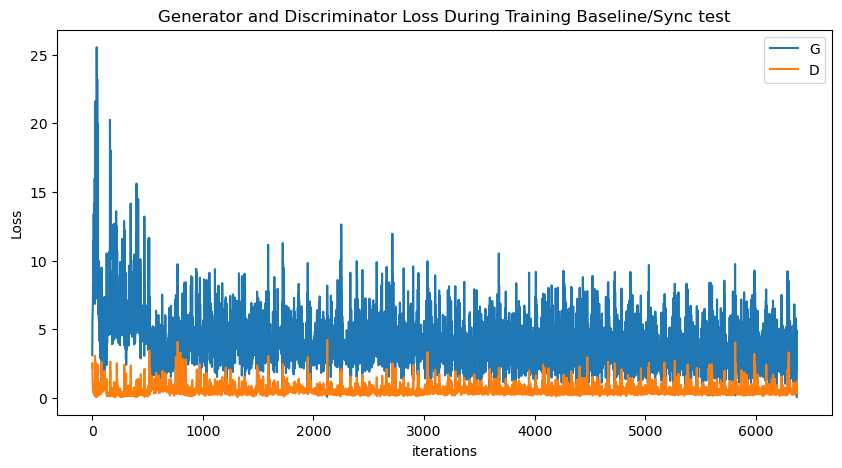 Generator and Discriminator Loss During Training Baseline/Sync test
G
D
Loss
25
20
15
10
5
0
0 1000 2000 3000 4000 5000 6000
iterations